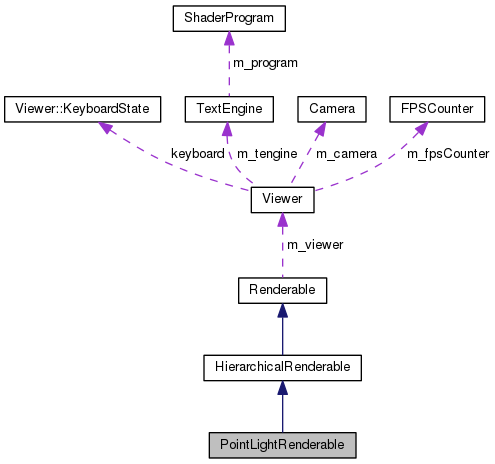 ShaderProgram
m_program
Viewer::KeyboardState
TextEngine
Camera
FPSCounter
keyboard
m_tengine
m_camera
m_fpsCounter
Viewer
m_viewer
Renderable
HierarchicalRenderable
PointLightRenderable